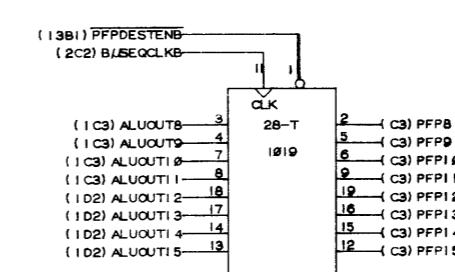 (13B1) PFPDESTENB
(2C2) B/USEQCLKB
11 1
CLK
(1C3) ALUOUT8 3 28-T 2 (C3) PFP8
(1C3) ALUOUT9 4 5 (C3) PFP9
1019
(1C3) ALUOUT10 7 6 (C3) PFP10
(1C3) ALUOUT11 8 9 (C3) PFP1
(1D2) ALUOUT12 18 19 (C3) PFP12
(1D2) ALUOUT13 17 16 (C3) PFP13
(1D2) ALUOUT14 14 15 (C3) PFP14
(1D2) ALUOUT15 13 12 (C3) PFP15